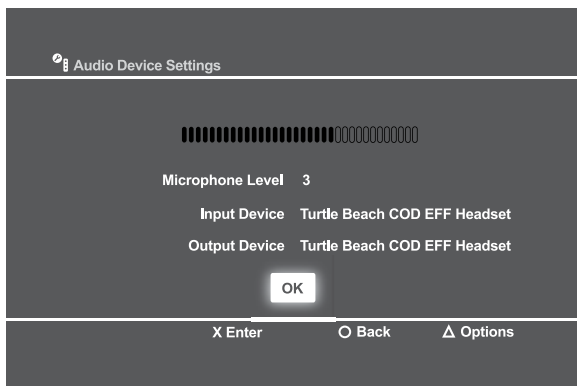 Audio Device Settings
Microphone Level 3
Input Device Turtle Beach COD EFF Headset
Output Device Turtle Beach COD EFF Headset
OK
X Enter O Back Δ Options